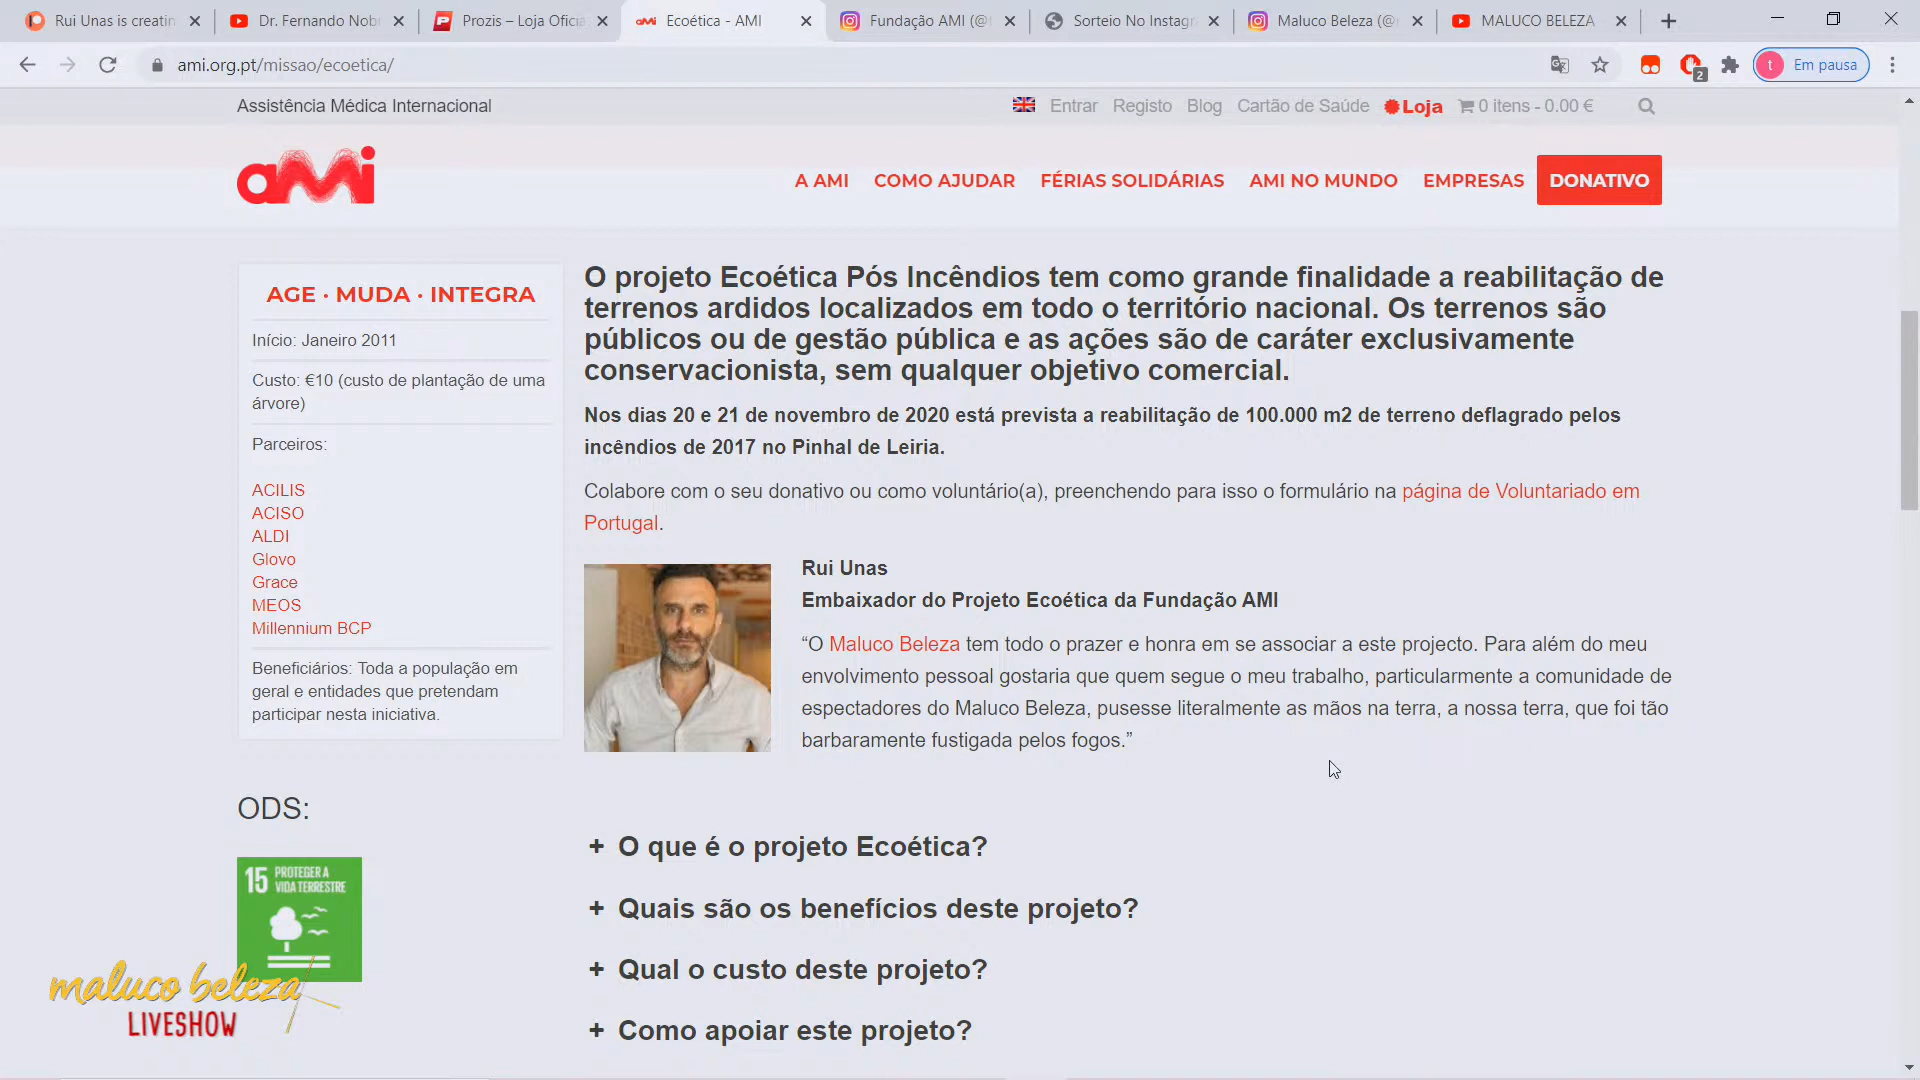 Rui Unas is creatin
Dr. Fernando Nob
Prozis – Loja Oficia
Ecoética - AMI
Fundação AMI (@
Sorteio No Instag
Maluco Beleza (@
MALUCO BELEZA
ami.org.pt/missao/ecoetica/
2
t
Em pausa
Assistência Médica Internacional
Entrar
Registo
Blog
Cartão de Saúde
Loja
0 itens - 0.00 €
AMI
A AMI
COMO AJUDAR
FÉRIAS SOLIDÁRIAS
AMI NO MUNDO
EMPRESAS
DONATIVO
AGE · MUDA · INTEGRA
Início: Janeiro 2011
Custo: €10 (custo de plantação de uma
árvore)
Parceiros:
ACILIS
ACISO
ALDI
Glovo
Grace
MEOS
Millennium BCP
Beneficiários: Toda a população em
geral e entidades que pretendam
participar nesta iniciativa.
ODS:
15 PROTEGER A
VIDA TERRESTRE
O projeto Ecoética Pós Incêndios tem como grande finalidade a reabilitação de
terrenos ardidos localizados em todo o território nacional. Os terrenos são
públicos ou de gestão pública e as ações são de caráter exclusivamente
conservacionista, sem qualquer objetivo comercial.
Nos dias 20 e 21 de novembro de 2020 está prevista a reabilitação de 100.000 m2 de terreno deflagrado pelos
incêndios de 2017 no Pinhal de Leiria.
Colabore com o seu donativo ou como voluntário(a), preenchendo para isso o formulário na página de Voluntariado em
Portugal.
Rui Unas
Embaixador do Projeto Ecoética da Fundação AMI
“O Maluco Beleza tem todo o prazer e honra em se associar a este projecto. Para além do meu
envolvimento pessoal gostaria que quem segue o meu trabalho, particularmente a comunidade de
espectadores do Maluco Beleza, pusesse literalmente as mãos na terra, a nossa terra, que foi tão
barbaramente fustigada pelos fogos.”
+ O que é o projeto Ecoética?
+ Quais são os benefícios deste projeto?
+ Qual o custo deste projeto?
+ Como apoiar este projeto?
maluco beleza
LIVESHOW